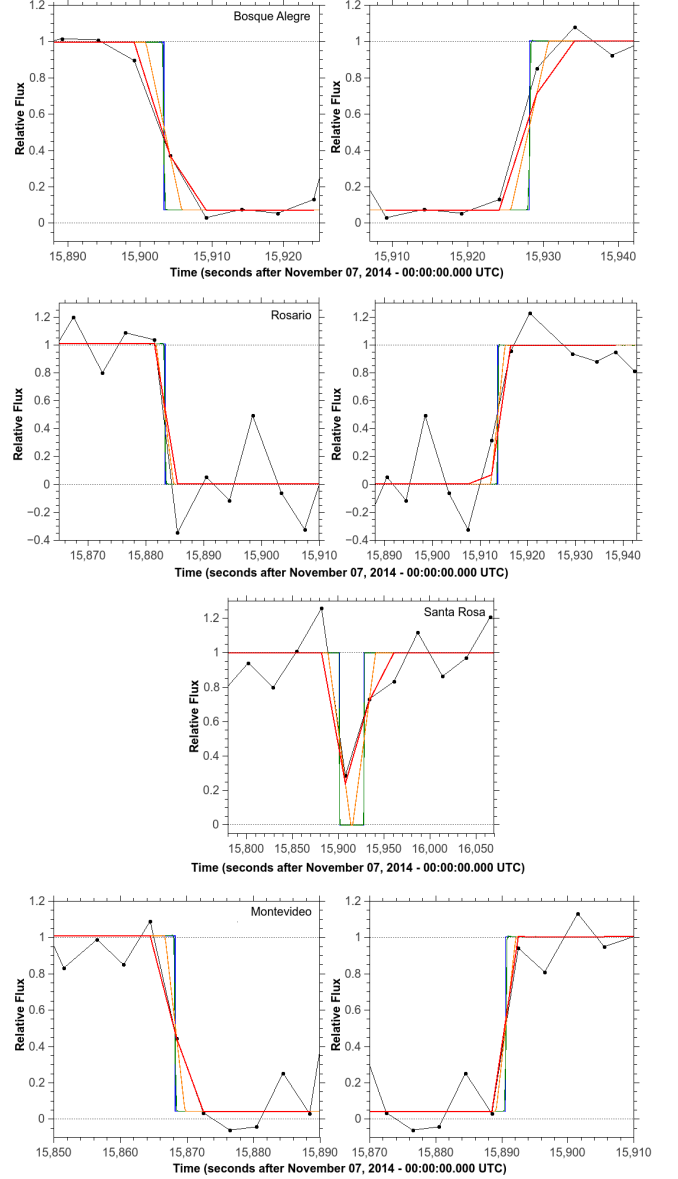 Bosque Alegre
Relative Flux
1.2
1
0.8
0.6
0.4
0.2
0
15,890 15,900 15,910 15,920
Relative Flux
1.2
1
0.8
0.6
0.4
0.2
0
15,910 15,920 15,930 15,940
Time (seconds after November 07, 2014 - 00:00:00.000 UTC)
Rosario
Relative Flux
1.2
1
0.8
0.6
0.4
0.2
0
−0.4
15,870 15,880 15,890 15,900 15,910
Relative Flux
1.2
1
0.8
0.6
0.4
0.2
0
−0.4
15,890 15,900 15,910 15,920 15,930 15,940
Time (seconds after November 07, 2014 - 00:00:00.000 UTC)
Santa Rosa
Relative Flux
1.2
1
0.8
0.6
0.4
0.2
0
15,800 15,850 15,900 15,950 16,000 16,050
Time (seconds after November 07, 2014 - 00:00:00.000 UTC)
Montevideo
Relative Flux
1.2
1
0.8
0.6
0.4
0.2
0
15,850 15,860 15,870 15,880 15,890
Relative Flux
1.2
1
0.8
0.6
0.4
0.2
0
15,870 15,880 15,890 15,900 15,910
Time (seconds after November 07, 2014 - 00:00:00.000 UTC)